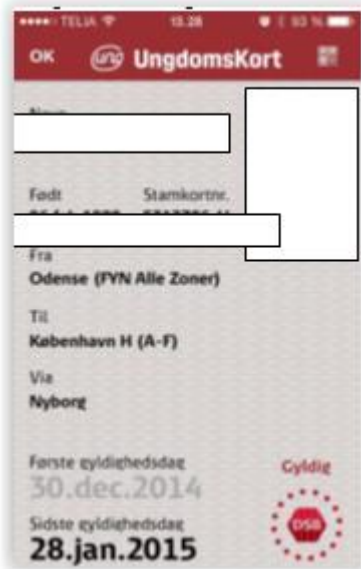 TELIA 13.28 93 %
OK ung UngdomsKort
Født Stamkortnr.
Fra
Odense (FYN Alle Zoner)
Til
København H (A-F)
Via
Nyborg
Første gyldighedsdag Gyldig
30.dec.2014
DSB
Sidste gyldighedsdag
28.jan.2015